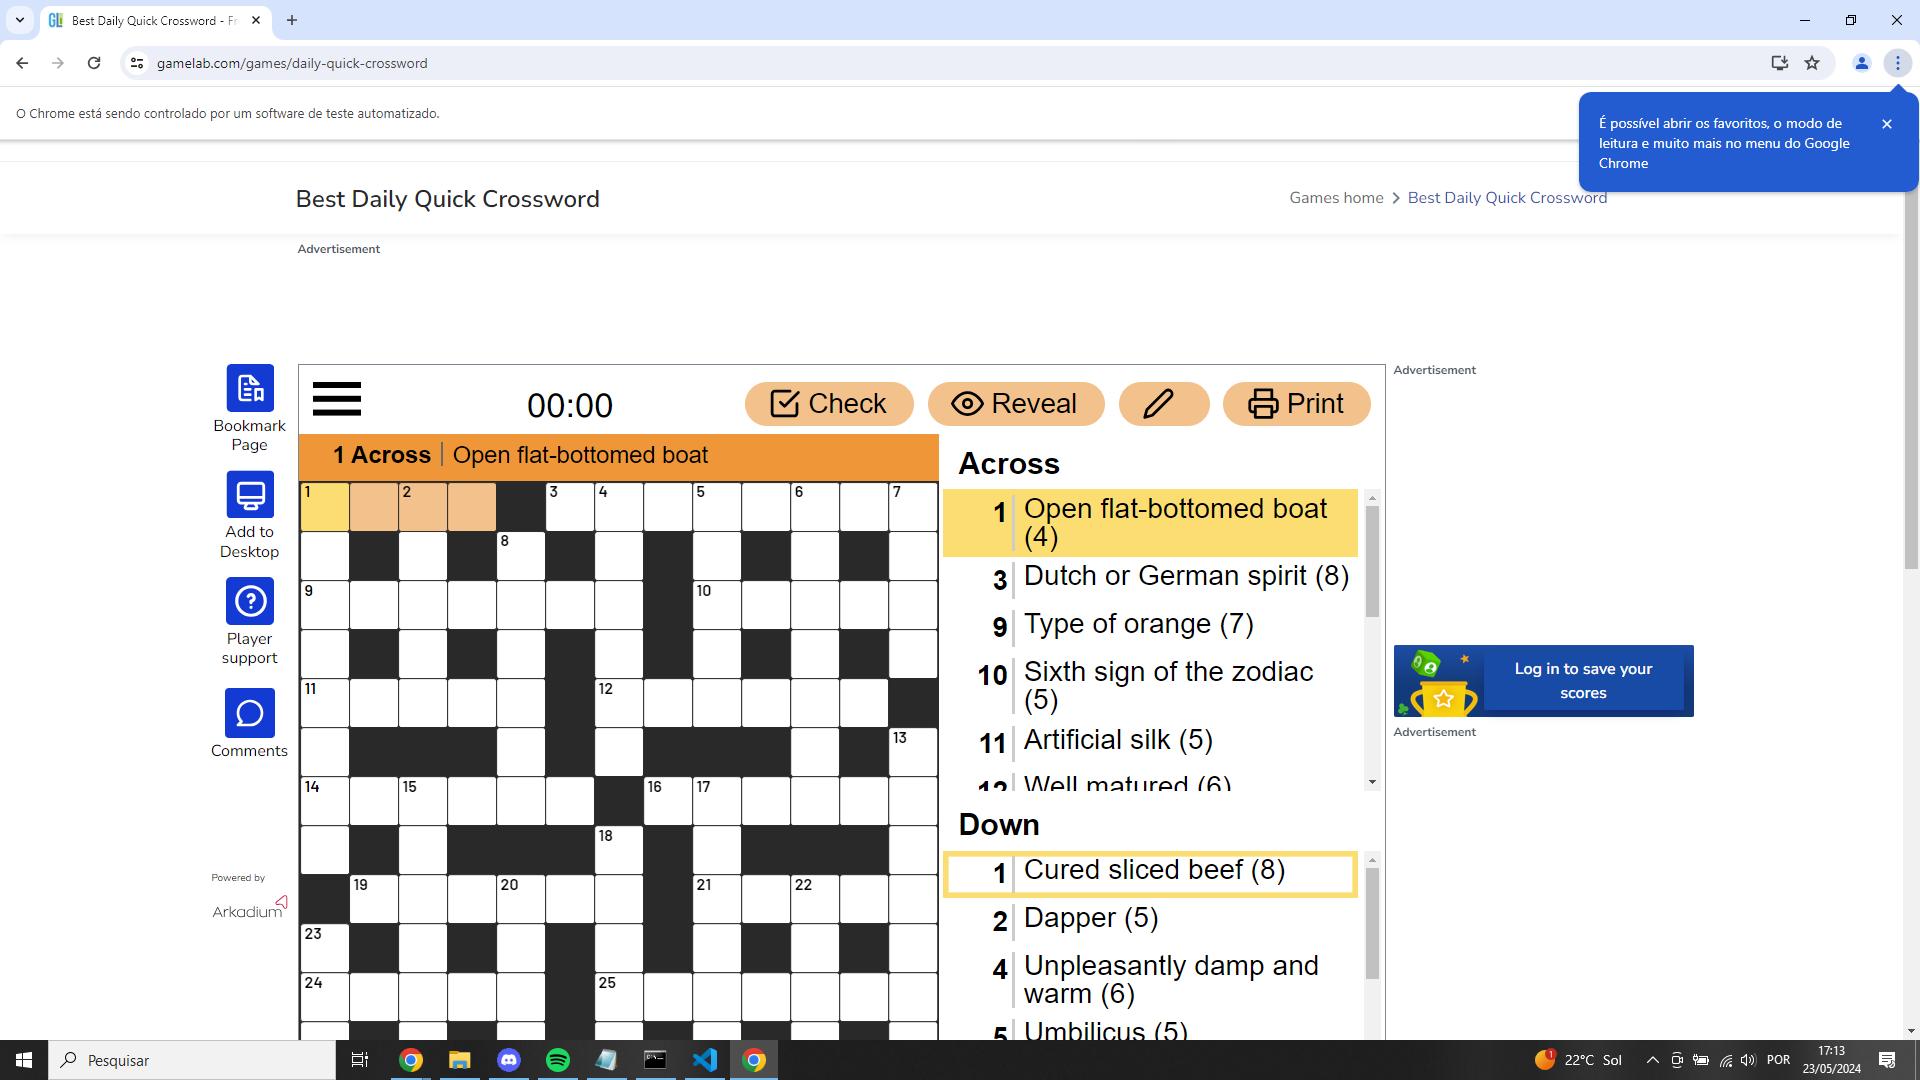 Best Daily Quick Crossword - Fr
gamelab.com/games/daily-quick-crossword
O Chrome está sendo controlado por um software de teste automatizado.
É possível abrir os favoritos, o modo de
leitura e muito mais no menu do Google
Chrome
Best Daily Quick Crossword
Games home > Best Daily Quick Crossword
Advertisement
Bookmark
Page
Add to
Desktop
Player
support
Comments
Powered by
Arkadium
00:00
Check
Reveal
Print
1 Across | Open flat-bottomed boat
1 2 3 4 5 6 7
8
9 10
11 12
13
14 15 16 17
18
19 20 21 22
23
24 25
Across
1 Open flat-bottomed boat
(4)
3 Dutch or German spirit (8)
9 Type of orange (7)
10 Sixth sign of the zodiac
(5)
11 Artificial silk (5)
12 Well matured (6)
Down
1 Cured sliced beef (8)
2 Dapper (5)
4 Unpleasantly damp and
warm (6)
5 Umbilicus (5)
Advertisement
Log in to save your
scores
Advertisement
Pesquisar
1
22°C Sol
POR
17:13
23/05/2024